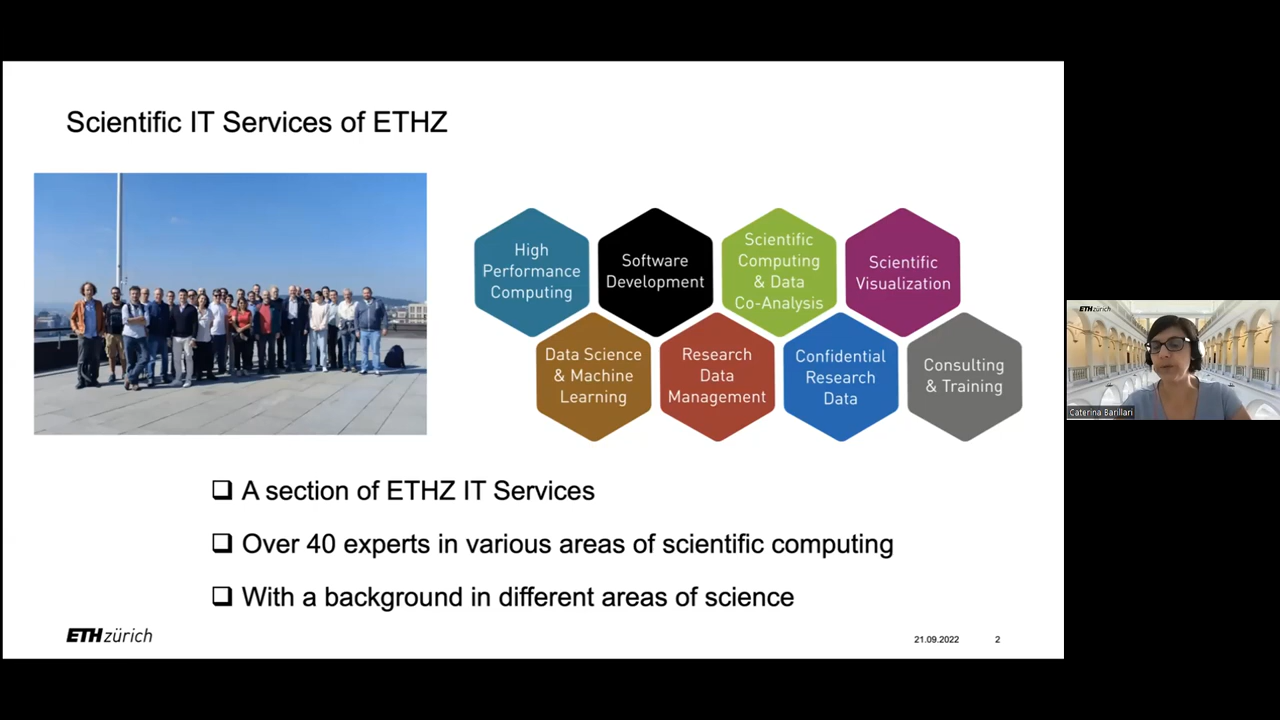 Scientific IT Services of ETHZ
High
Performance
Computing
Software
Development
Scientific
Computing
& Data
Co-Analysis
Scientific
Visualization
Data Science
& Machine
Learning
Research
Data
Management
Confidential
Research
Data
Consulting
& Training
A section of ETHZ IT Services
Over 40 experts in various areas of scientific computing
With a background in different areas of science
ETH zürich
21.09.2022
2
ETH zürich
Caterina Barillari